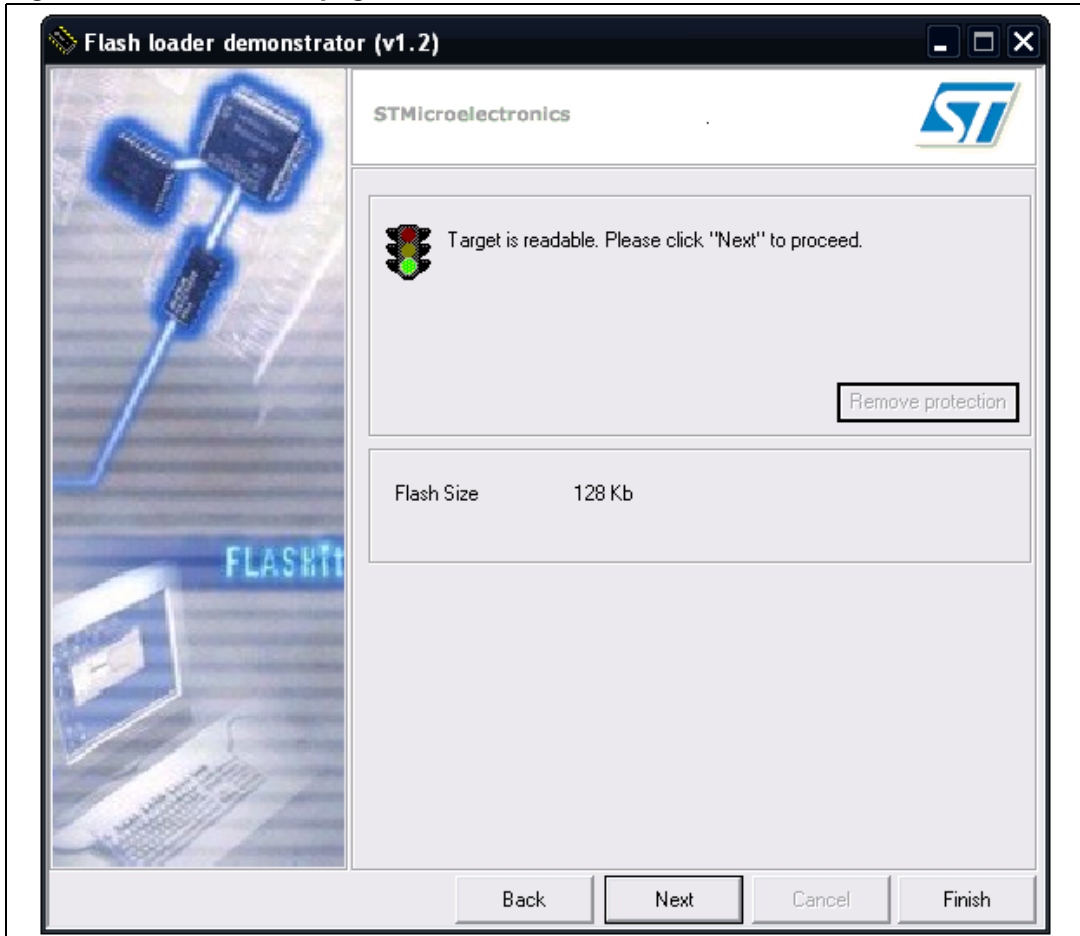 Flash loader demonstrator (v1.2)
STMicroelectronics
ST
Target is readable. Please click "Next" to proceed.
Remove protection
Flash Size 128 Kb
FLASHIt
Back Next Cancel Finish